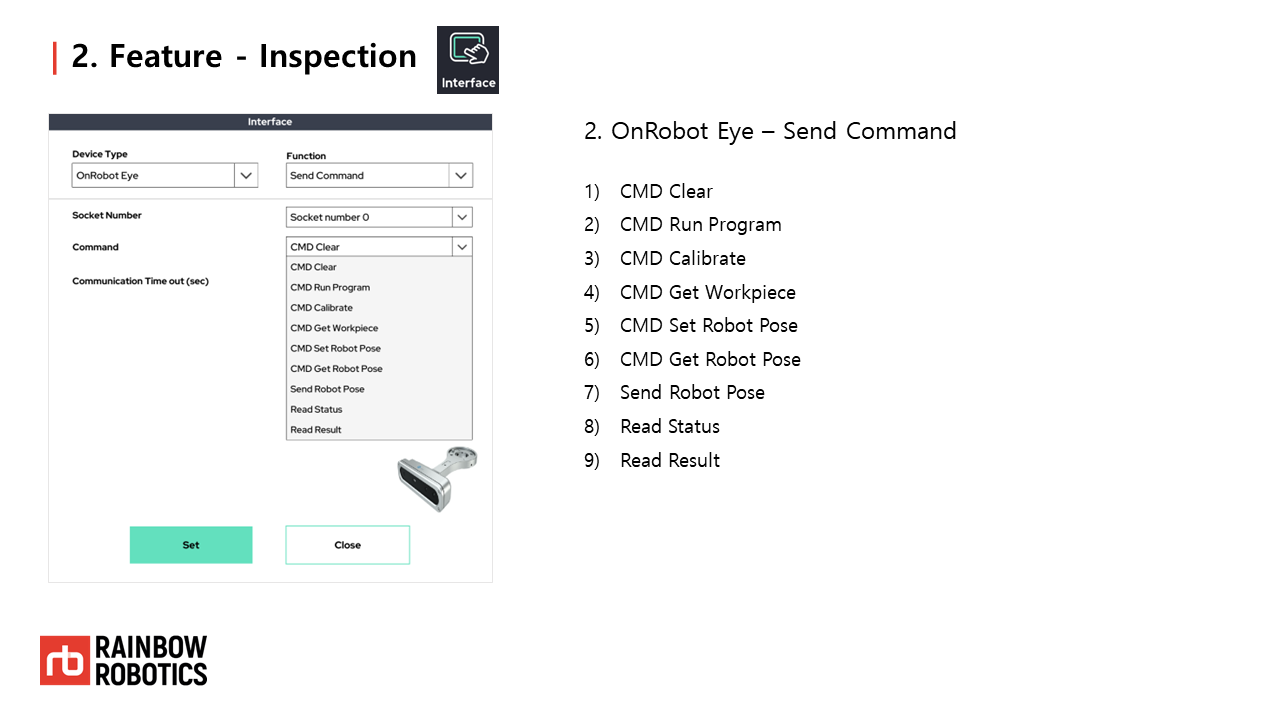 2. Feature - Inspection
Interface
Interface
Device Type
Function
OnRobot Eye
Send Command
Socket Number
Socket number 0
Command
CMD Clear
Communication Time out (sec)
CMD Clear
CMD Run Program
CMD Calibrate
CMD Get Workpiece
CMD Set Robot Pose
CMD Get Robot Pose
Send Robot Pose
Read Status
Read Result
Set
Close
2. OnRobot Eye – Send Command
1) CMD Clear
2) CMD Run Program
3) CMD Calibrate
4) CMD Get Workpiece
5) CMD Set Robot Pose
6) CMD Get Robot Pose
7) Send Robot Pose
8) Read Status
9) Read Result
rb RAINBOW
ROBOTICS